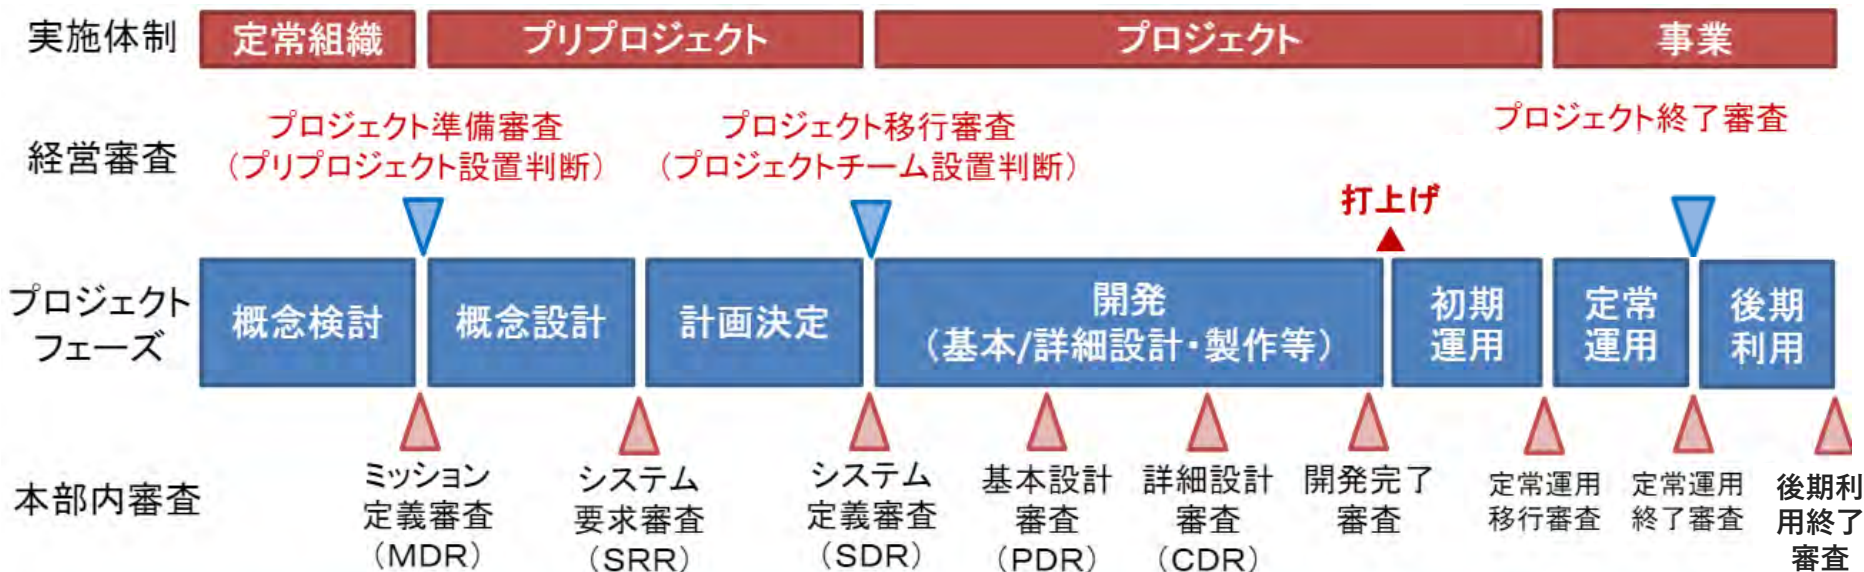 実施体制
定常組織
プリプロジェクト
プロジェクト
事業
経営審査
プロジェクト準備審査
（プリプロジェクト設置判断）
プロジェクト移行審査
（プロジェクトチーム設置判断）
プロジェクト終了審査
打上げ
プロジェクト
フェーズ
概念検討
概念設計
計画決定
開発
（基本/詳細設計・製作等）
初期
運用
定常
運用
後期
利用
本部内審査
ミッション
定義審査
（MDR）
システム
要求審査
（SRR）
システム
定義審査
（SDR）
基本設計
審査
（PDR）
詳細設計
審査
（CDR）
開発完了
審査
定常運用
移行審査
定常運用
終了審査
後期利
用終了
審査